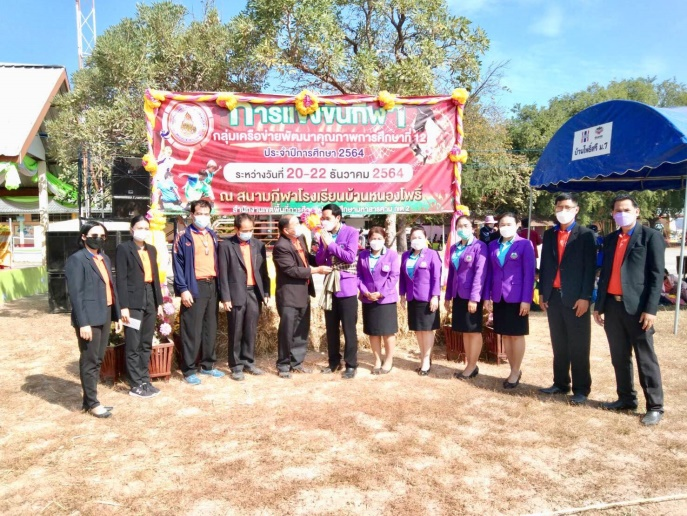 การแข่งขันกีฬา
กลุ่มเครือข่ายพัฒนาคุณภาพการศึกษาที่ 12
ประจำปีการศึกษา 2564
ระหว่างวันที่ 20-22 ธันวาคม 2564
ณ สนามกีฬาโรงเรียนบ้านหนองโพธิ์
บ้านโพธิ์ศรี ม.7